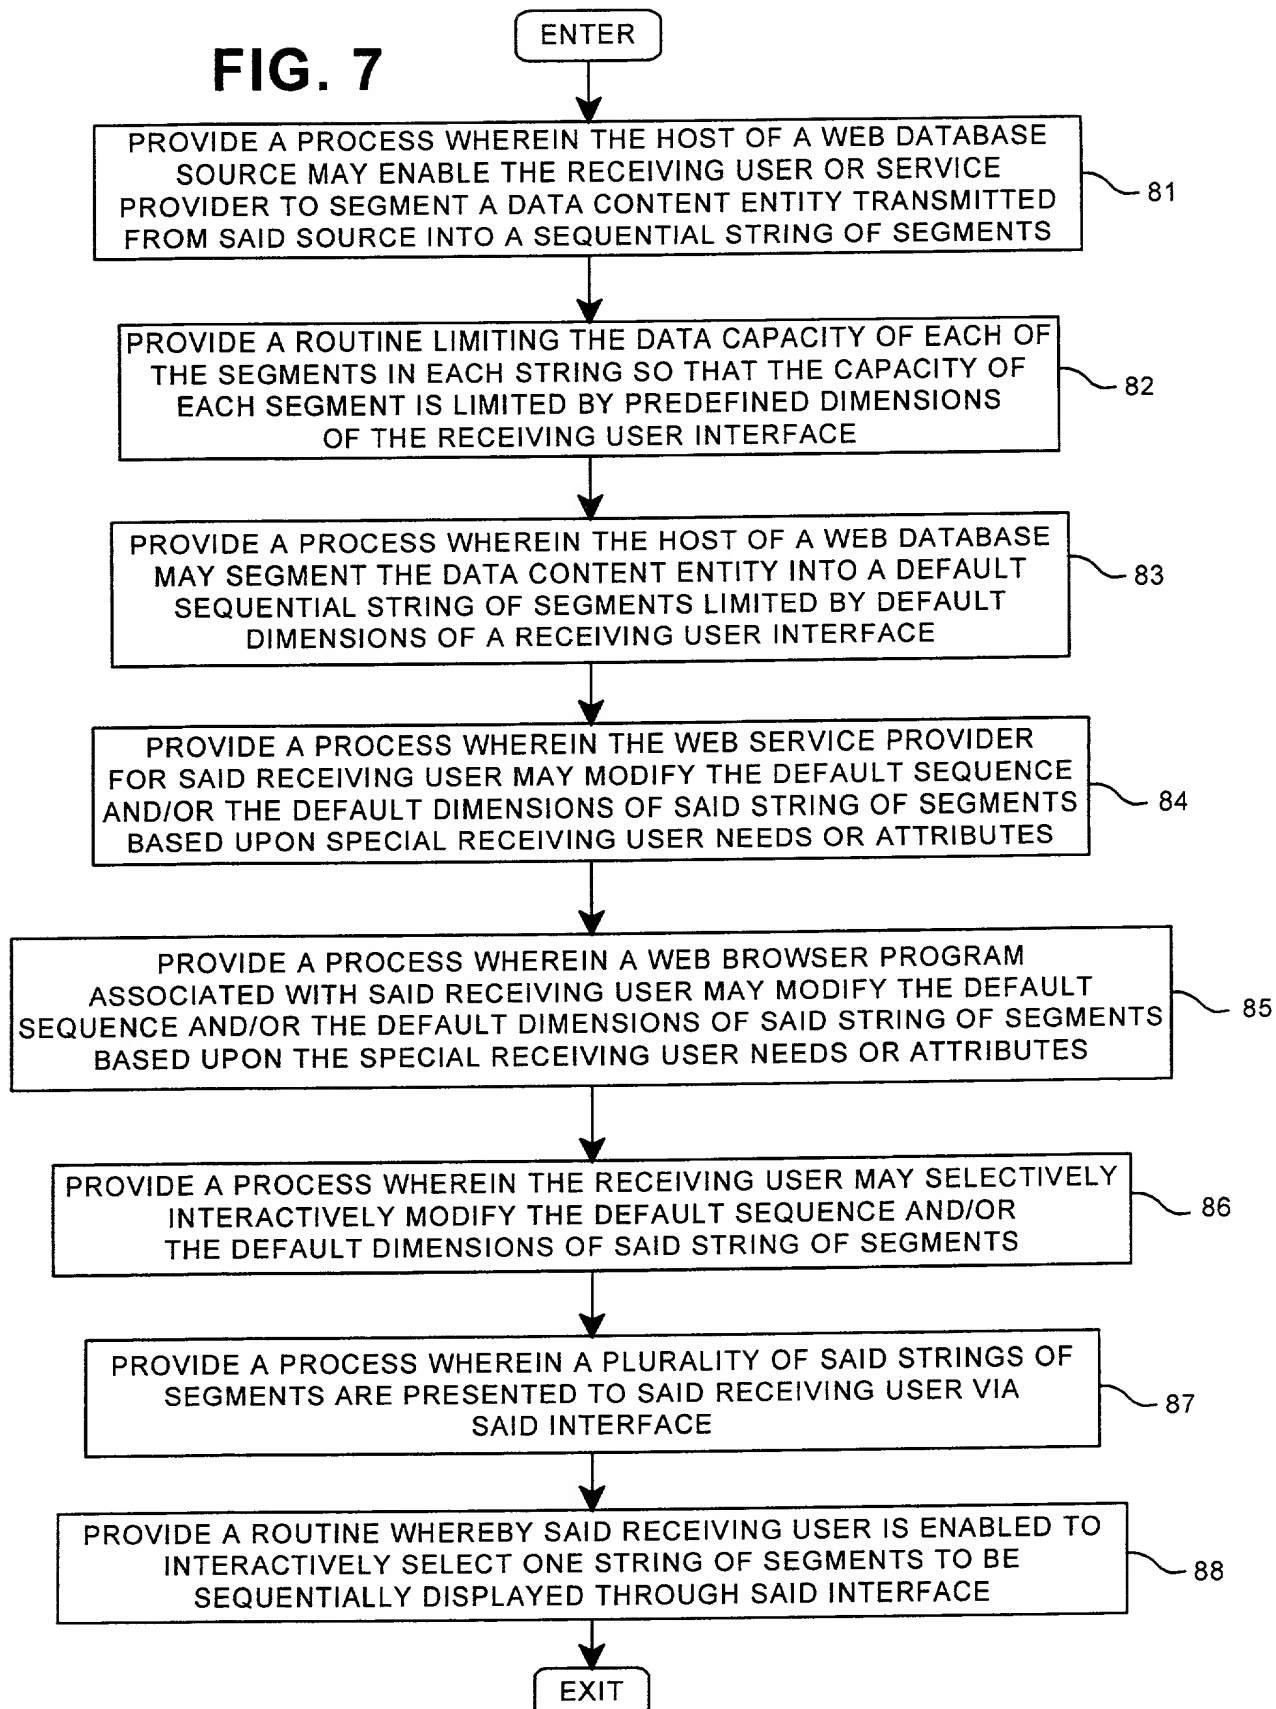 ENTER
FIG. 7
PROVIDE A PROCESS WHEREIN THE HOST OF A WEB DATABASE
SOURCE MAY ENABLE THE RECEIVING USER OR SERVICE
PROVIDER TO SEGMENT A DATA CONTENT ENTITY TRANSMITTED
FROM SAID SOURCE INTO A SEQUENTIAL STRING OF SEGMENTS
81
PROVIDE A ROUTINE LIMITING THE DATA CAPACITY OF EACH OF
THE SEGMENTS IN EACH STRING SO THAT THE CAPACITY OF
EACH SEGMENT IS LIMITED BY PREDEFINED DIMENSIONS
OF THE RECEIVING USER INTERFACE
82
PROVIDE A PROCESS WHEREIN THE HOST OF A WEB DATABASE
MAY SEGMENT THE DATA CONTENT ENTITY INTO A DEFAULT
SEQUENTIAL STRING OF SEGMENTS LIMITED BY DEFAULT
DIMENSIONS OF A RECEIVING USER INTERFACE
83
PROVIDE A PROCESS WHEREIN THE WEB SERVICE PROVIDER
FOR SAID RECEIVING USER MAY MODIFY THE DEFAULT SEQUENCE
AND/OR THE DEFAULT DIMENSIONS OF SAID STRING OF SEGMENTS
BASED UPON SPECIAL RECEIVING USER NEEDS OR ATTRIBUTES
84
PROVIDE A PROCESS WHEREIN A WEB BROWSER PROGRAM
ASSOCIATED WITH SAID RECEIVING USER MAY MODIFY THE DEFAULT
SEQUENCE AND/OR THE DEFAULT DIMENSIONS OF SAID STRING OF SEGMENTS
BASED UPON THE SPECIAL RECEIVING USER NEEDS OR ATTRIBUTES
85
PROVIDE A PROCESS WHEREIN THE RECEIVING USER MAY SELECTIVELY
INTERACTIVELY MODIFY THE DEFAULT SEQUENCE AND/OR
THE DEFAULT DIMENSIONS OF SAID STRING OF SEGMENTS
86
PROVIDE A PROCESS WHEREIN A PLURALITY OF SAID STRINGS OF
SEGMENTS ARE PRESENTED TO SAID RECEIVING USER VIA
SAID INTERFACE
87
PROVIDE A ROUTINE WHEREBY SAID RECEIVING USER IS ENABLED TO
INTERACTIVELY SELECT ONE STRING OF SEGMENTS TO BE
SEQUENTIALLY DISPLAYED THROUGH SAID INTERFACE
88
EXIT